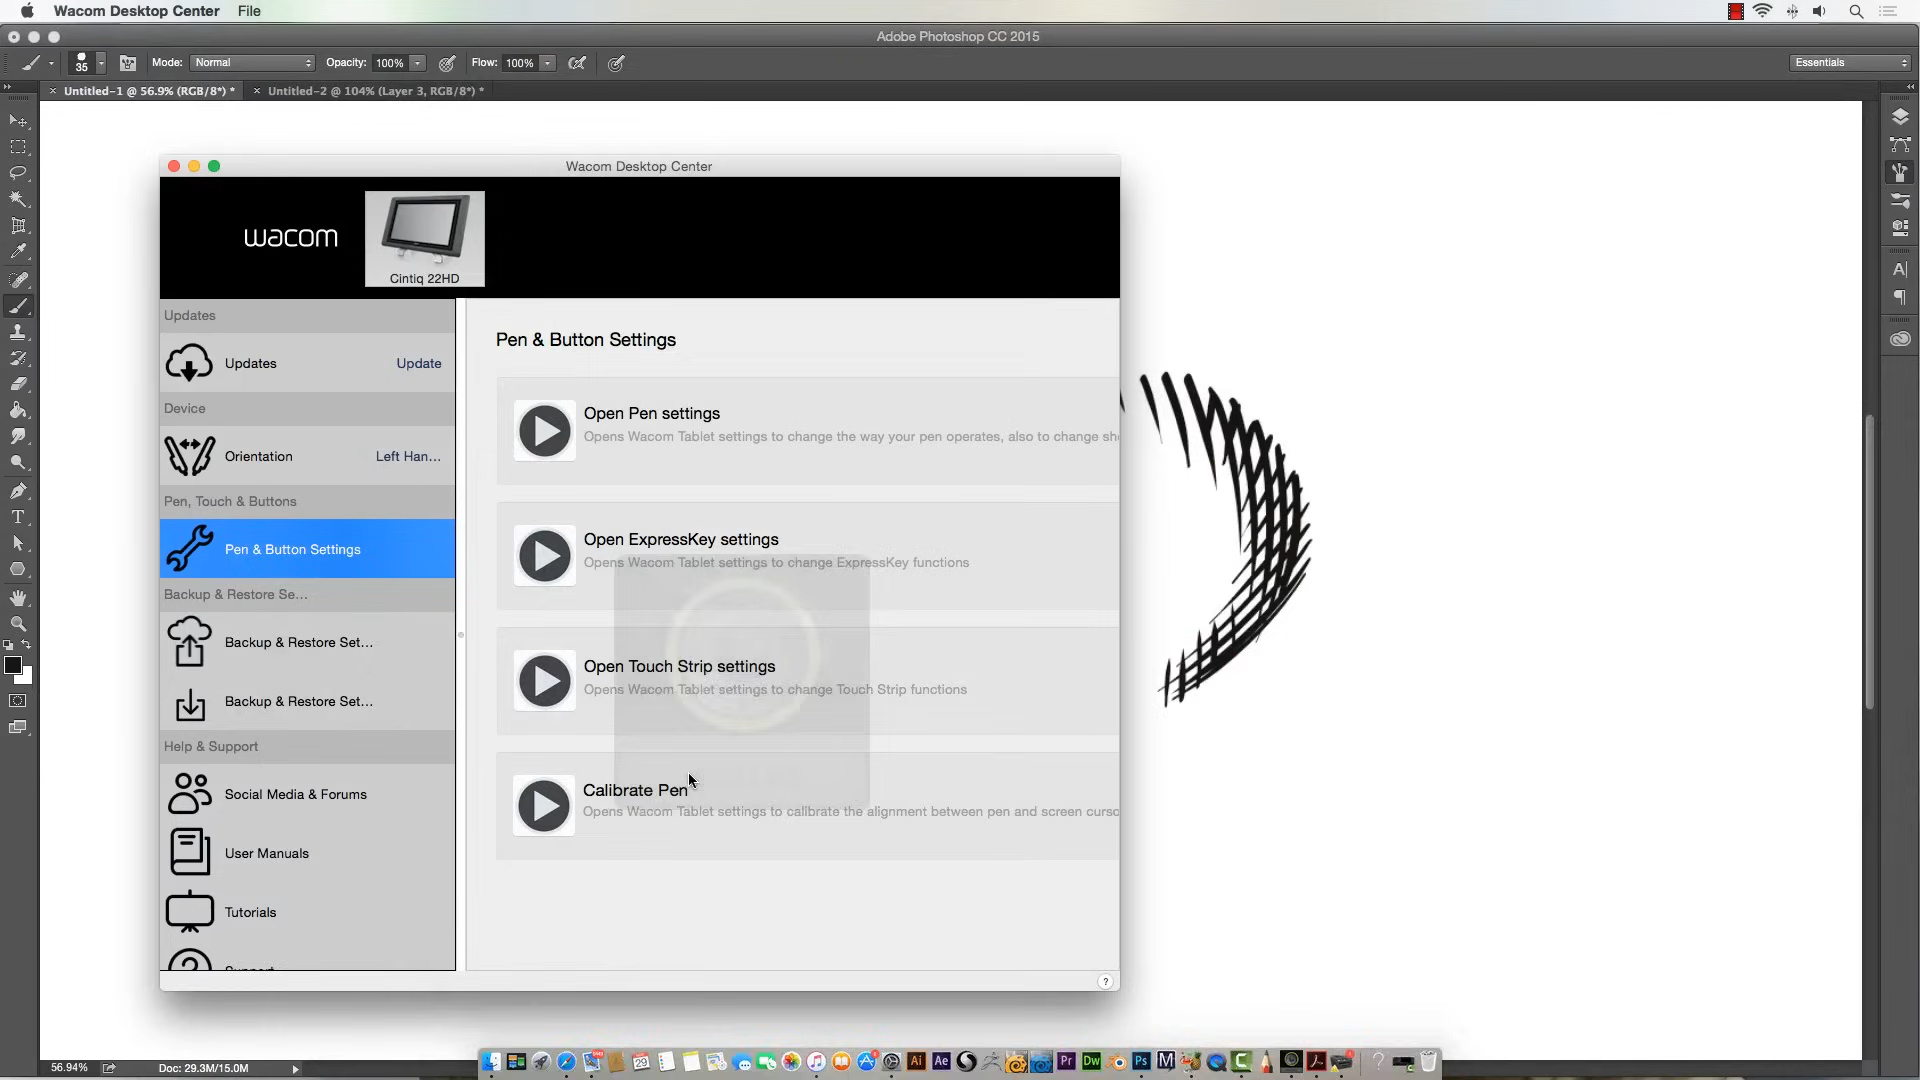 Wacom Desktop Center File
Adobe Photoshop CC 2015
35 Mode: Normal Opacity: 100% Flow: 100% Essentials
Untitled-1 @ 56.9% (RGB/8*) * Untitled-2 @ 104% (Layer 3, RGB/8*) *
Wacom Desktop Center
wacom
Cintiq 22HD
Updates
Updates Update
Device
Orientation Left Han...
Pen, Touch & Buttons
Pen & Button Settings
Backup & Restore Se...
Backup & Restore Set...
Backup & Restore Set...
Help & Support
Social Media & Forums
User Manuals
Tutorials
Pen & Button Settings
Open Pen settings
Opens Wacom Tablet settings to change the way your pen operates, also to change sh
Open ExpressKey settings
Opens Wacom Tablet settings to change ExpressKey functions
Open Touch Strip settings
Opens Wacom Tablet settings to change Touch Strip functions
Calibrate Pen
Opens Wacom Tablet settings to calibrate the alignment between pen and screen curso
?
56.94% Doc: 29.3M/15.0M
29 Ai Ae Pr Dw Ps M